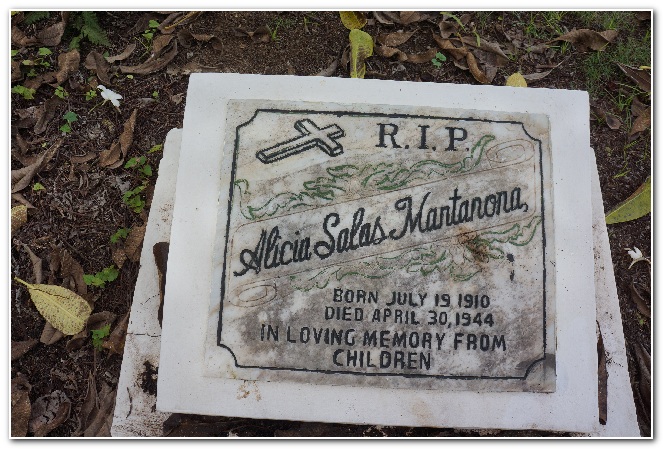 R.I.P.
Alicia Salas Mantanona,
BORN JULY 19, 1910
DIED APRIL 30, 1944
IN LOVING MEMORY FROM
CHILDREN